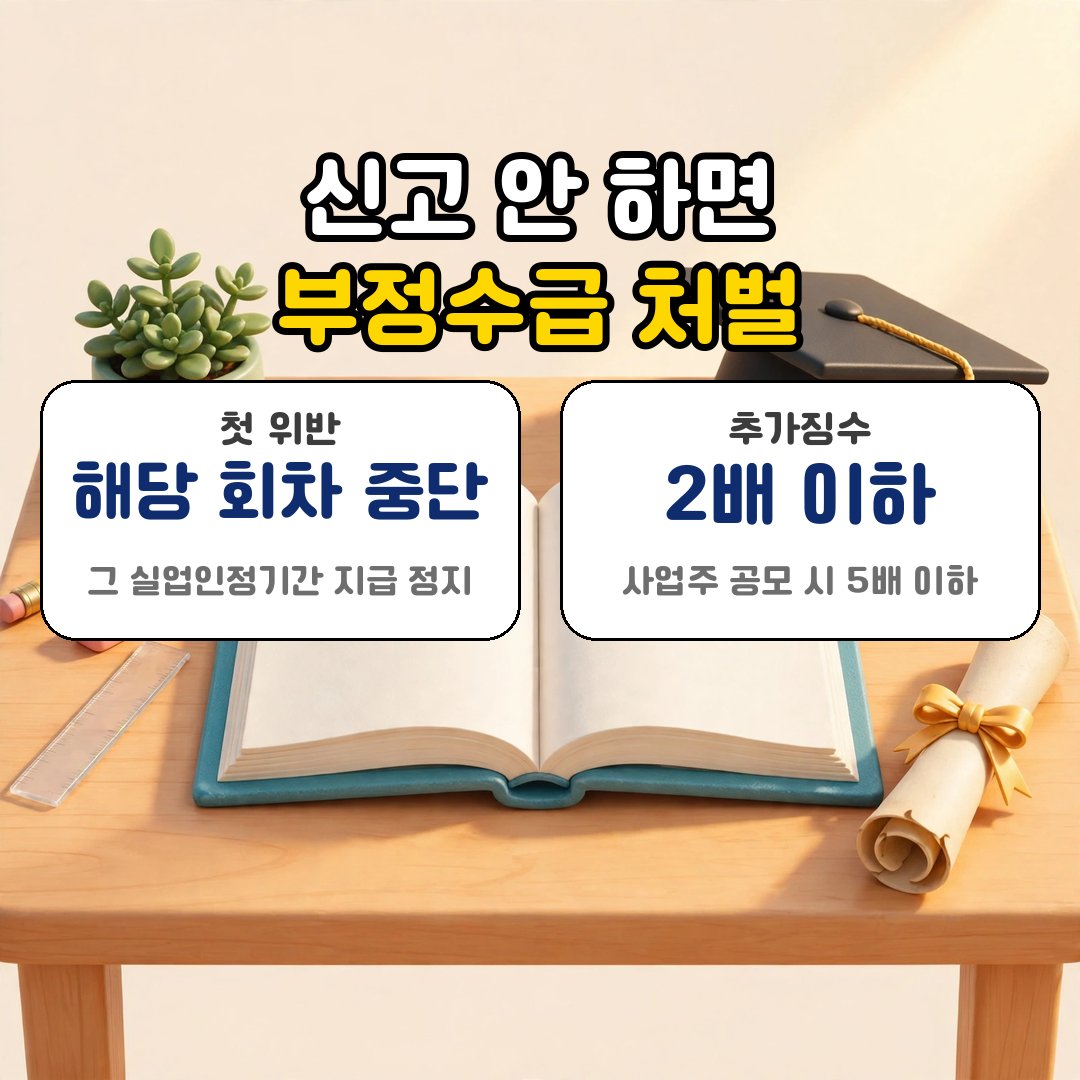 신고 안 하면
부정수급 처벌
첫 위반
해당 회차 중단
그 실업인정기간 지급 정지
추가징수
2배 이하
사업주 공모 시 5배 이하